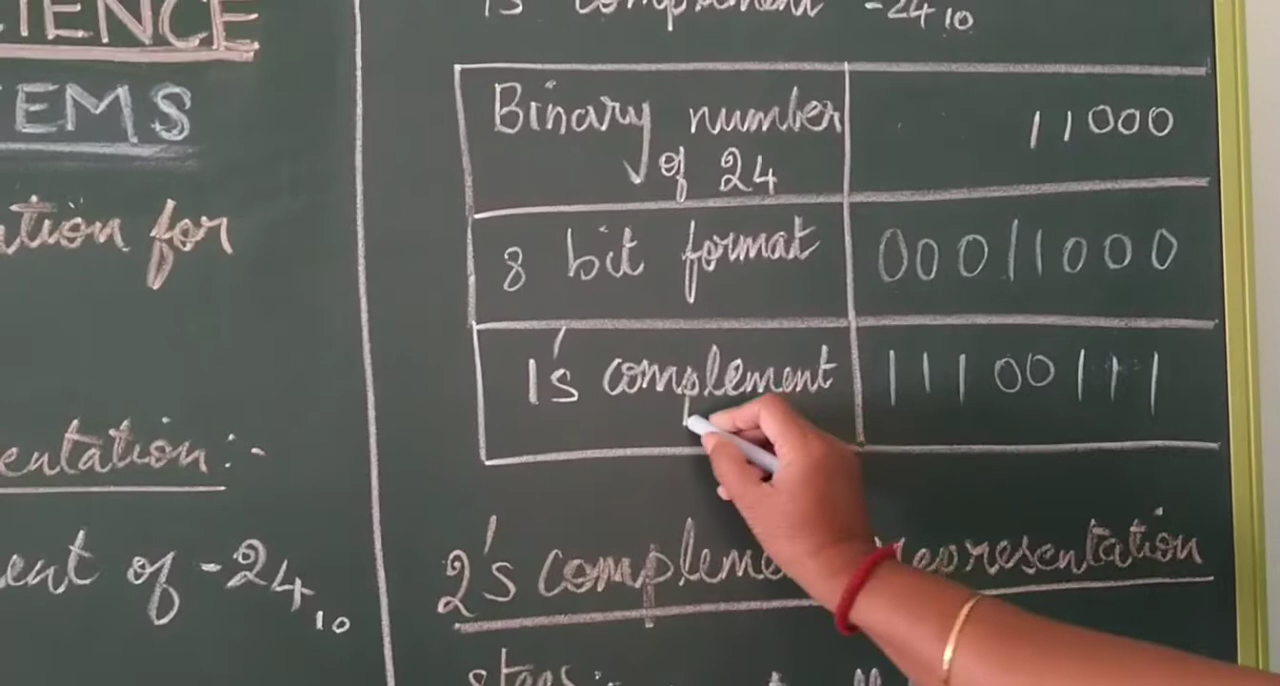 IENCE
EMS
ation for
entation:-
ent of -24₁₀
1's complement -24₁₀
Binary number of 24 11000
8 bit format 00011000
1's complement 11100111
2's complement representation